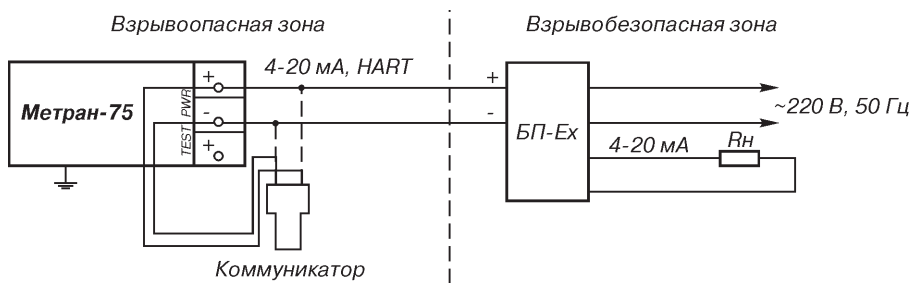 Взрывоопасная зона
Взрывобезопасная зона
4-20 мА, HART
Метран-75
TEST PWR
+
-
+
+
-
БП-Ex
~220 В, 50 Гц
4-20 мА
Rн
Коммуникатор